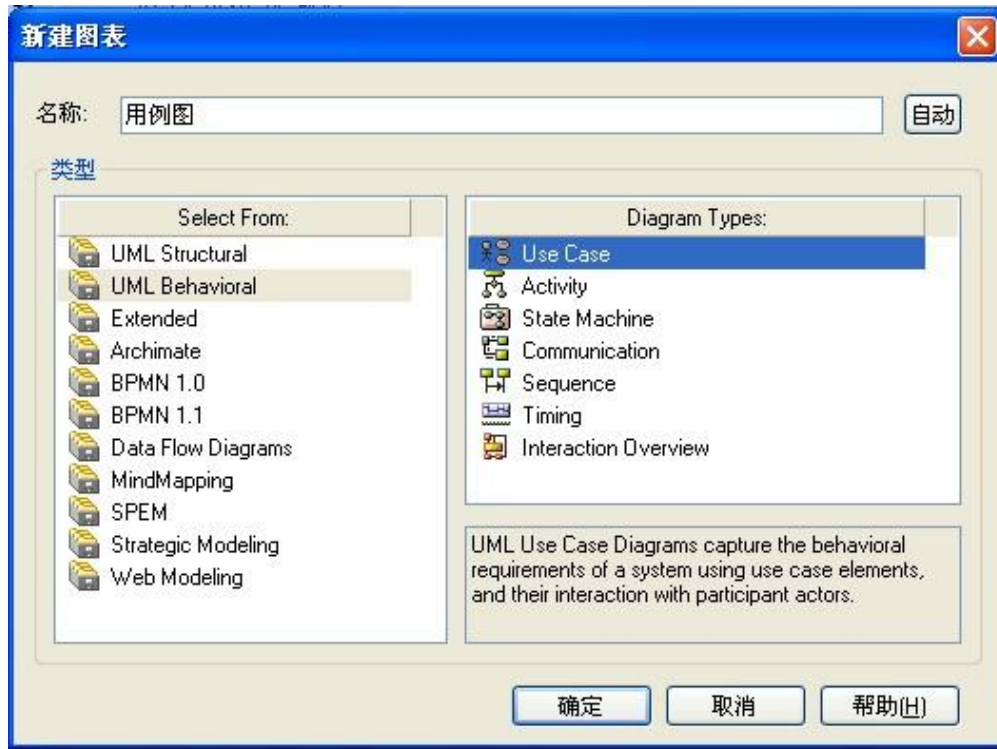 新建图表
名称:
用例图
自动
类型
Select From:
UML Structural
UML Behavioral
Extended
Archimate
BPMN 1.0
BPMN 1.1
Data Flow Diagrams
MindMapping
SPEM
Strategic Modeling
Web Modeling
Diagram Types:
Use Case
Activity
State Machine
Communication
Sequence
Timing
Interaction Overview
UML Use Case Diagrams capture the behavioral
requirements of a system using use case elements,
and their interaction with participant actors.
确定
取消
帮助(H)